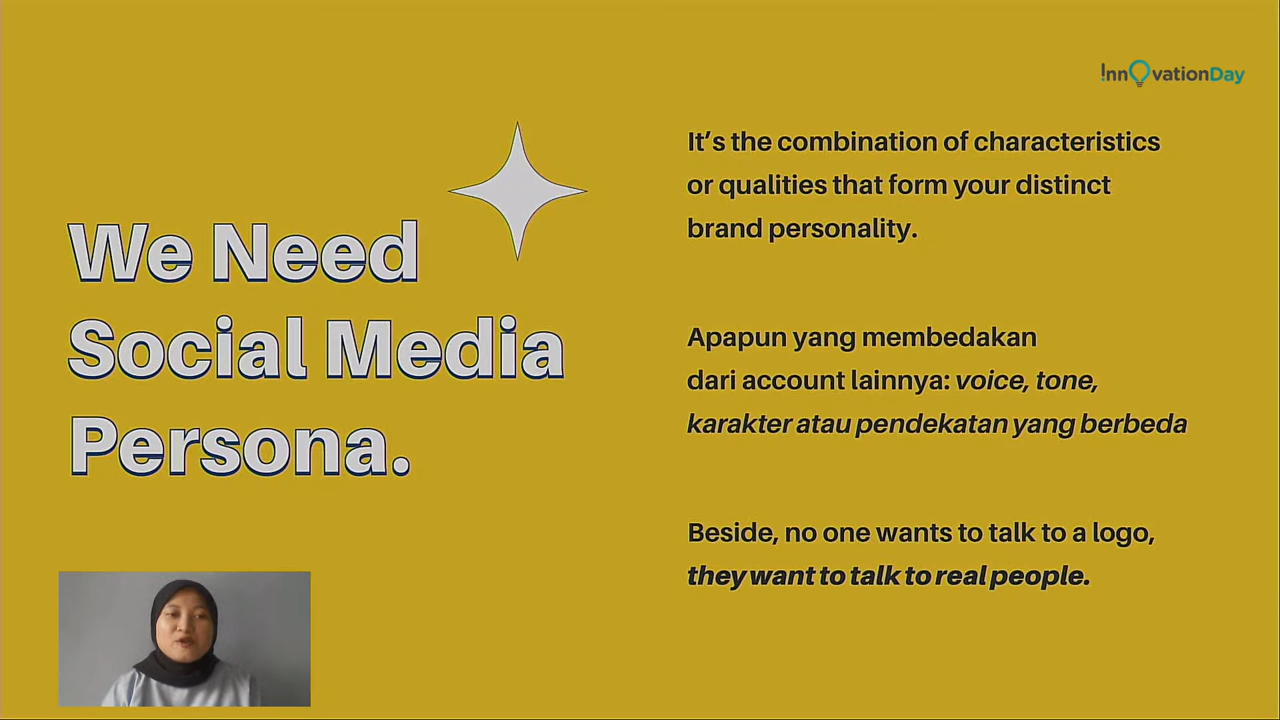 !nnovationDay
We Need
Social Media
Persona.
It's the combination of characteristics
or qualities that form your distinct
brand personality.
Apapun yang membedakan
dari account lainnya: voice, tone,
karakter atau pendekatan yang berbeda
Beside, no one wants to talk to a logo,
they want to talk to real people.